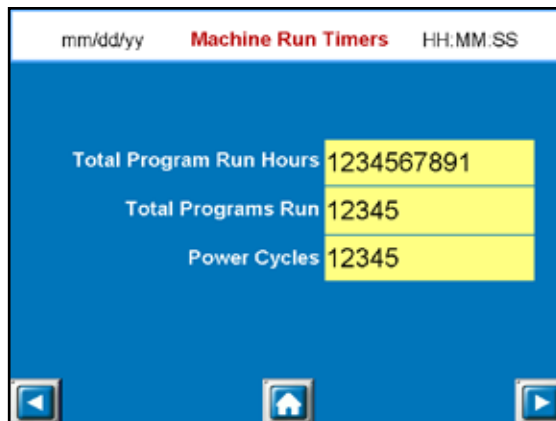 mm/dd/yy Machine Run Timers HH:MM:SS
Total Program Run Hours 1234567891
Total Programs Run 12345
Power Cycles 12345